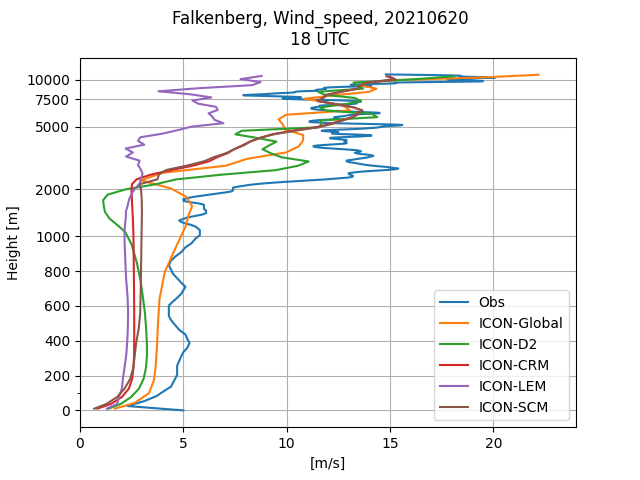 Falkenberg, Wind_speed, 20210620
18 UTC
Height [m]
10000
7500
5000
2000
1000
800
600
400
200
0
0
5
10
15
20
[m/s]
Obs
ICON-Global
ICON-D2
ICON-CRM
ICON-LEM
ICON-SCM